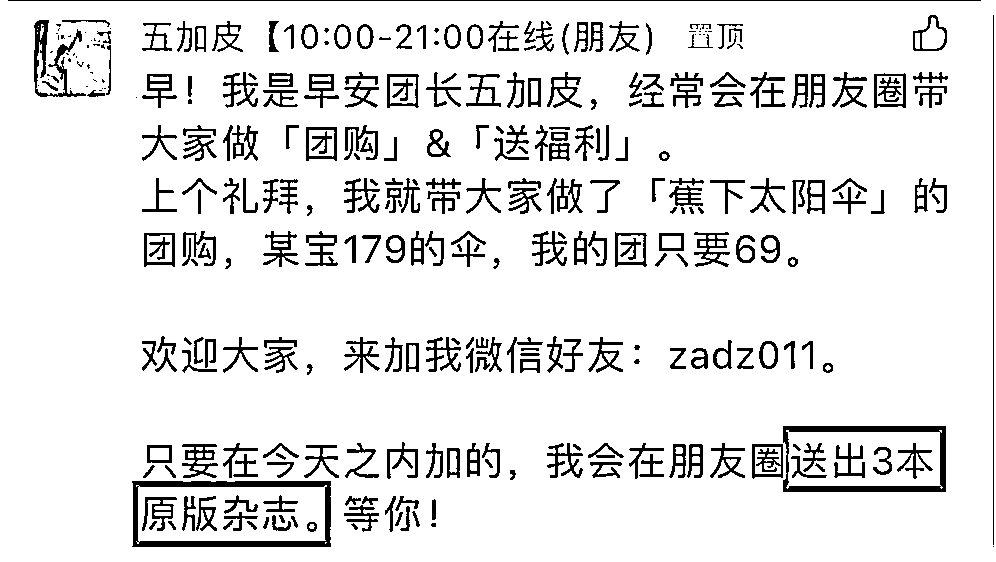 五加皮【10:00-21:00在线(朋友) 置顶
早！我是早安团长五加皮，经常会在朋友圈带
大家做「团购」&「送福利」。
上个礼拜，我就带大家做了「蕉下太阳伞」的
团购，某宝179的伞，我的团只要69。
欢迎大家，来加我微信好友：zadz011。
只要在今天之内加的，我会在朋友圈送出3本
原版杂志。等你！